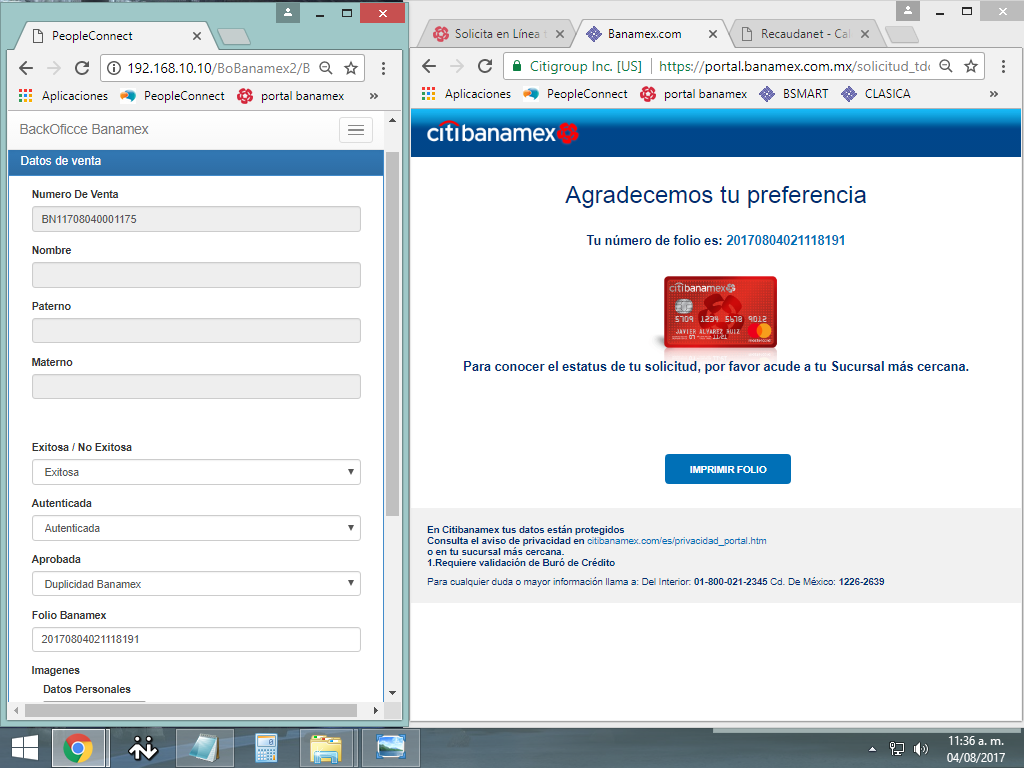 PeopleConnect
192.168.10.10/BoBanamex2/B
Aplicaciones
PeopleConnect
portal banamex
»
BackOficce Banamex
Datos de venta
Numero De Venta
BN11708040001175
Nombre
Paterno
Materno
Exitosa / No Exitosa
Exitosa
Autenticada
Autenticada
Aprobada
Duplicidad Banamex
Folio Banamex
20170804021118191
Imagenes
Datos Personales
Solicita en Línea t
Banamex.com
Recaudanet - Cal
Citigroup Inc. [US]
https://portal.banamex.com.mx/solicitud_tdc
Aplicaciones
PeopleConnect
portal banamex
BSMART
CLASICA
»
citibanamex
Agradecemos tu preferencia
Tu número de folio es: 20170804021118191
citibanamex
5709 1234 5678 9012
JAVIER ALVAREZ RUIZ
mastercard
Para conocer el estatus de tu solicitud, por favor acude a tu Sucursal más cercana.
IMPRIMIR FOLIO
En Citibanamex tus datos están protegidos
Consulta el aviso de privacidad en citibanamex.com/es/privacidad_portal.htm
o en tu sucursal más cercana.
1.Requiere validación de Buró de Crédito
Para cualquier duda o mayor información llama a: Del Interior: 01-800-021-2345 Cd. De México: 1226-2639
11:36 a. m.
04/08/2017